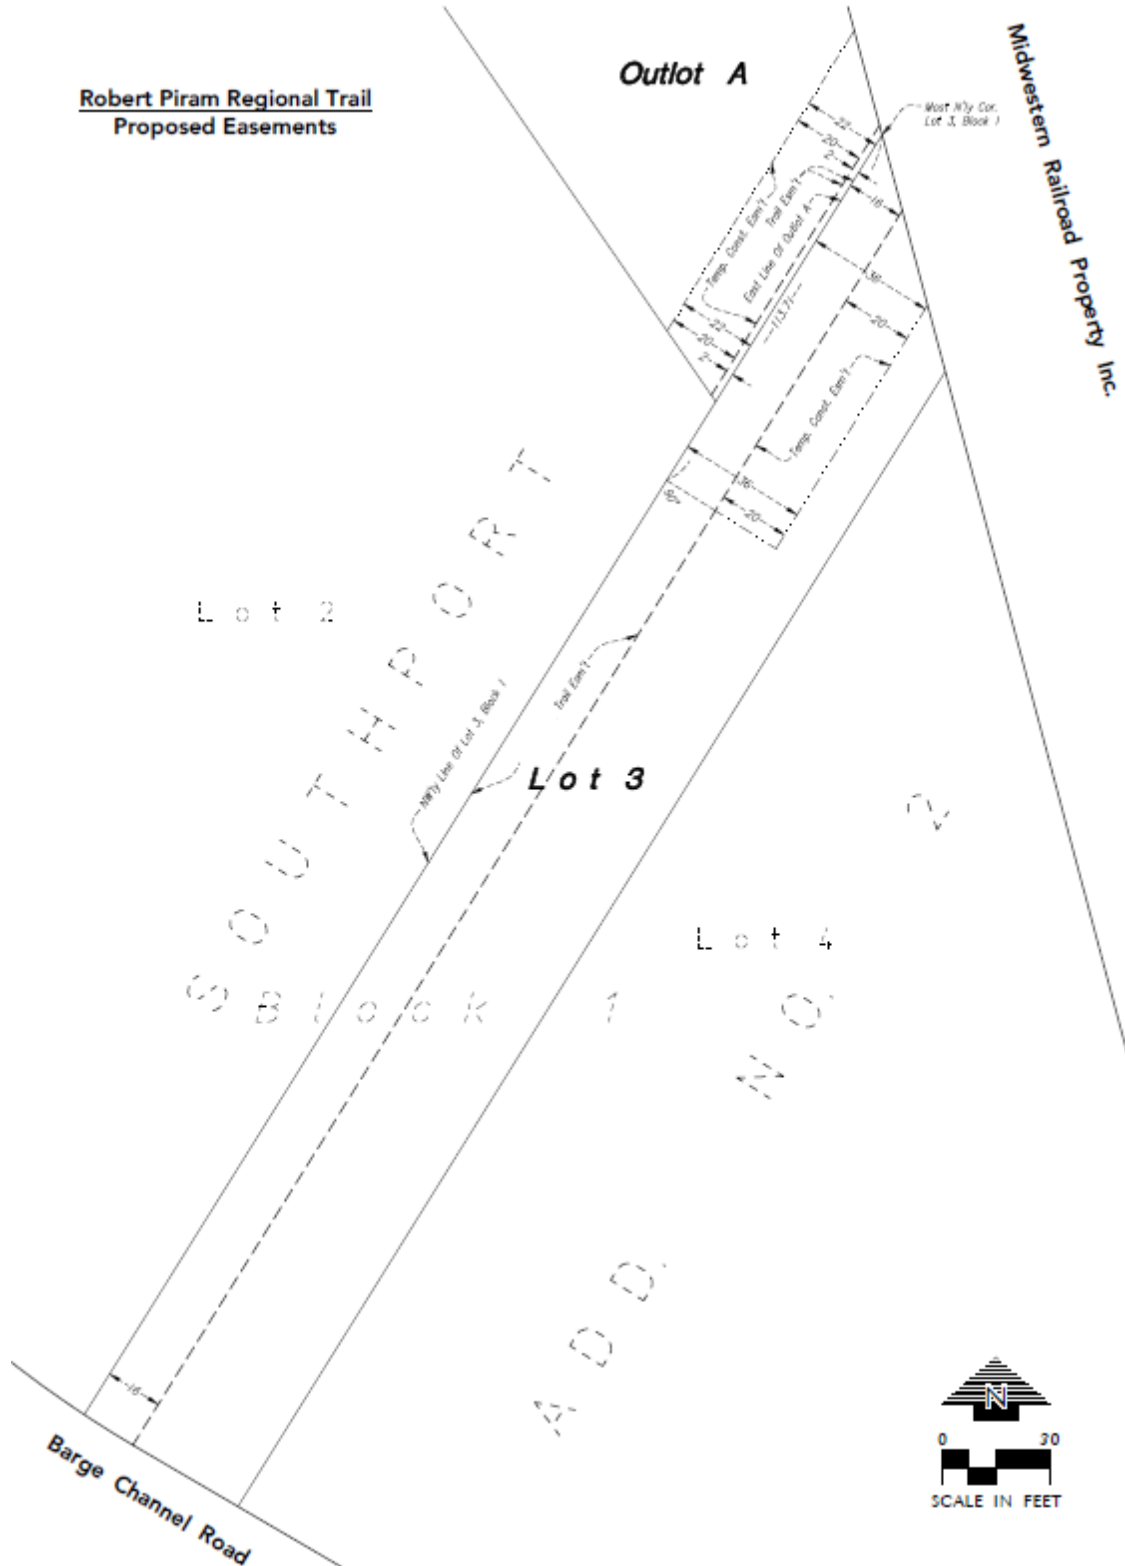 Robert Piram Regional Trail
Proposed Easements
Outlot A
Midwestern Railroad Property Inc.
Most N'ly Cor.
Lot 3, Block 1
22
20
2
16
36
20
Temp. Const. Esm't
Trail Esm't
East Line Of Outlot A
113.71
22
20
2
Temp. Const. Esm't
36
20
90°
Lot 2
SOUTHPORT
Trail Esm't
NW'ly Line Of Lot 3, Block 1
Lot 3
2
Lot 4
Block 1
NO.
ADD.
16
Barge Channel Road
N
0 30
SCALE IN FEET